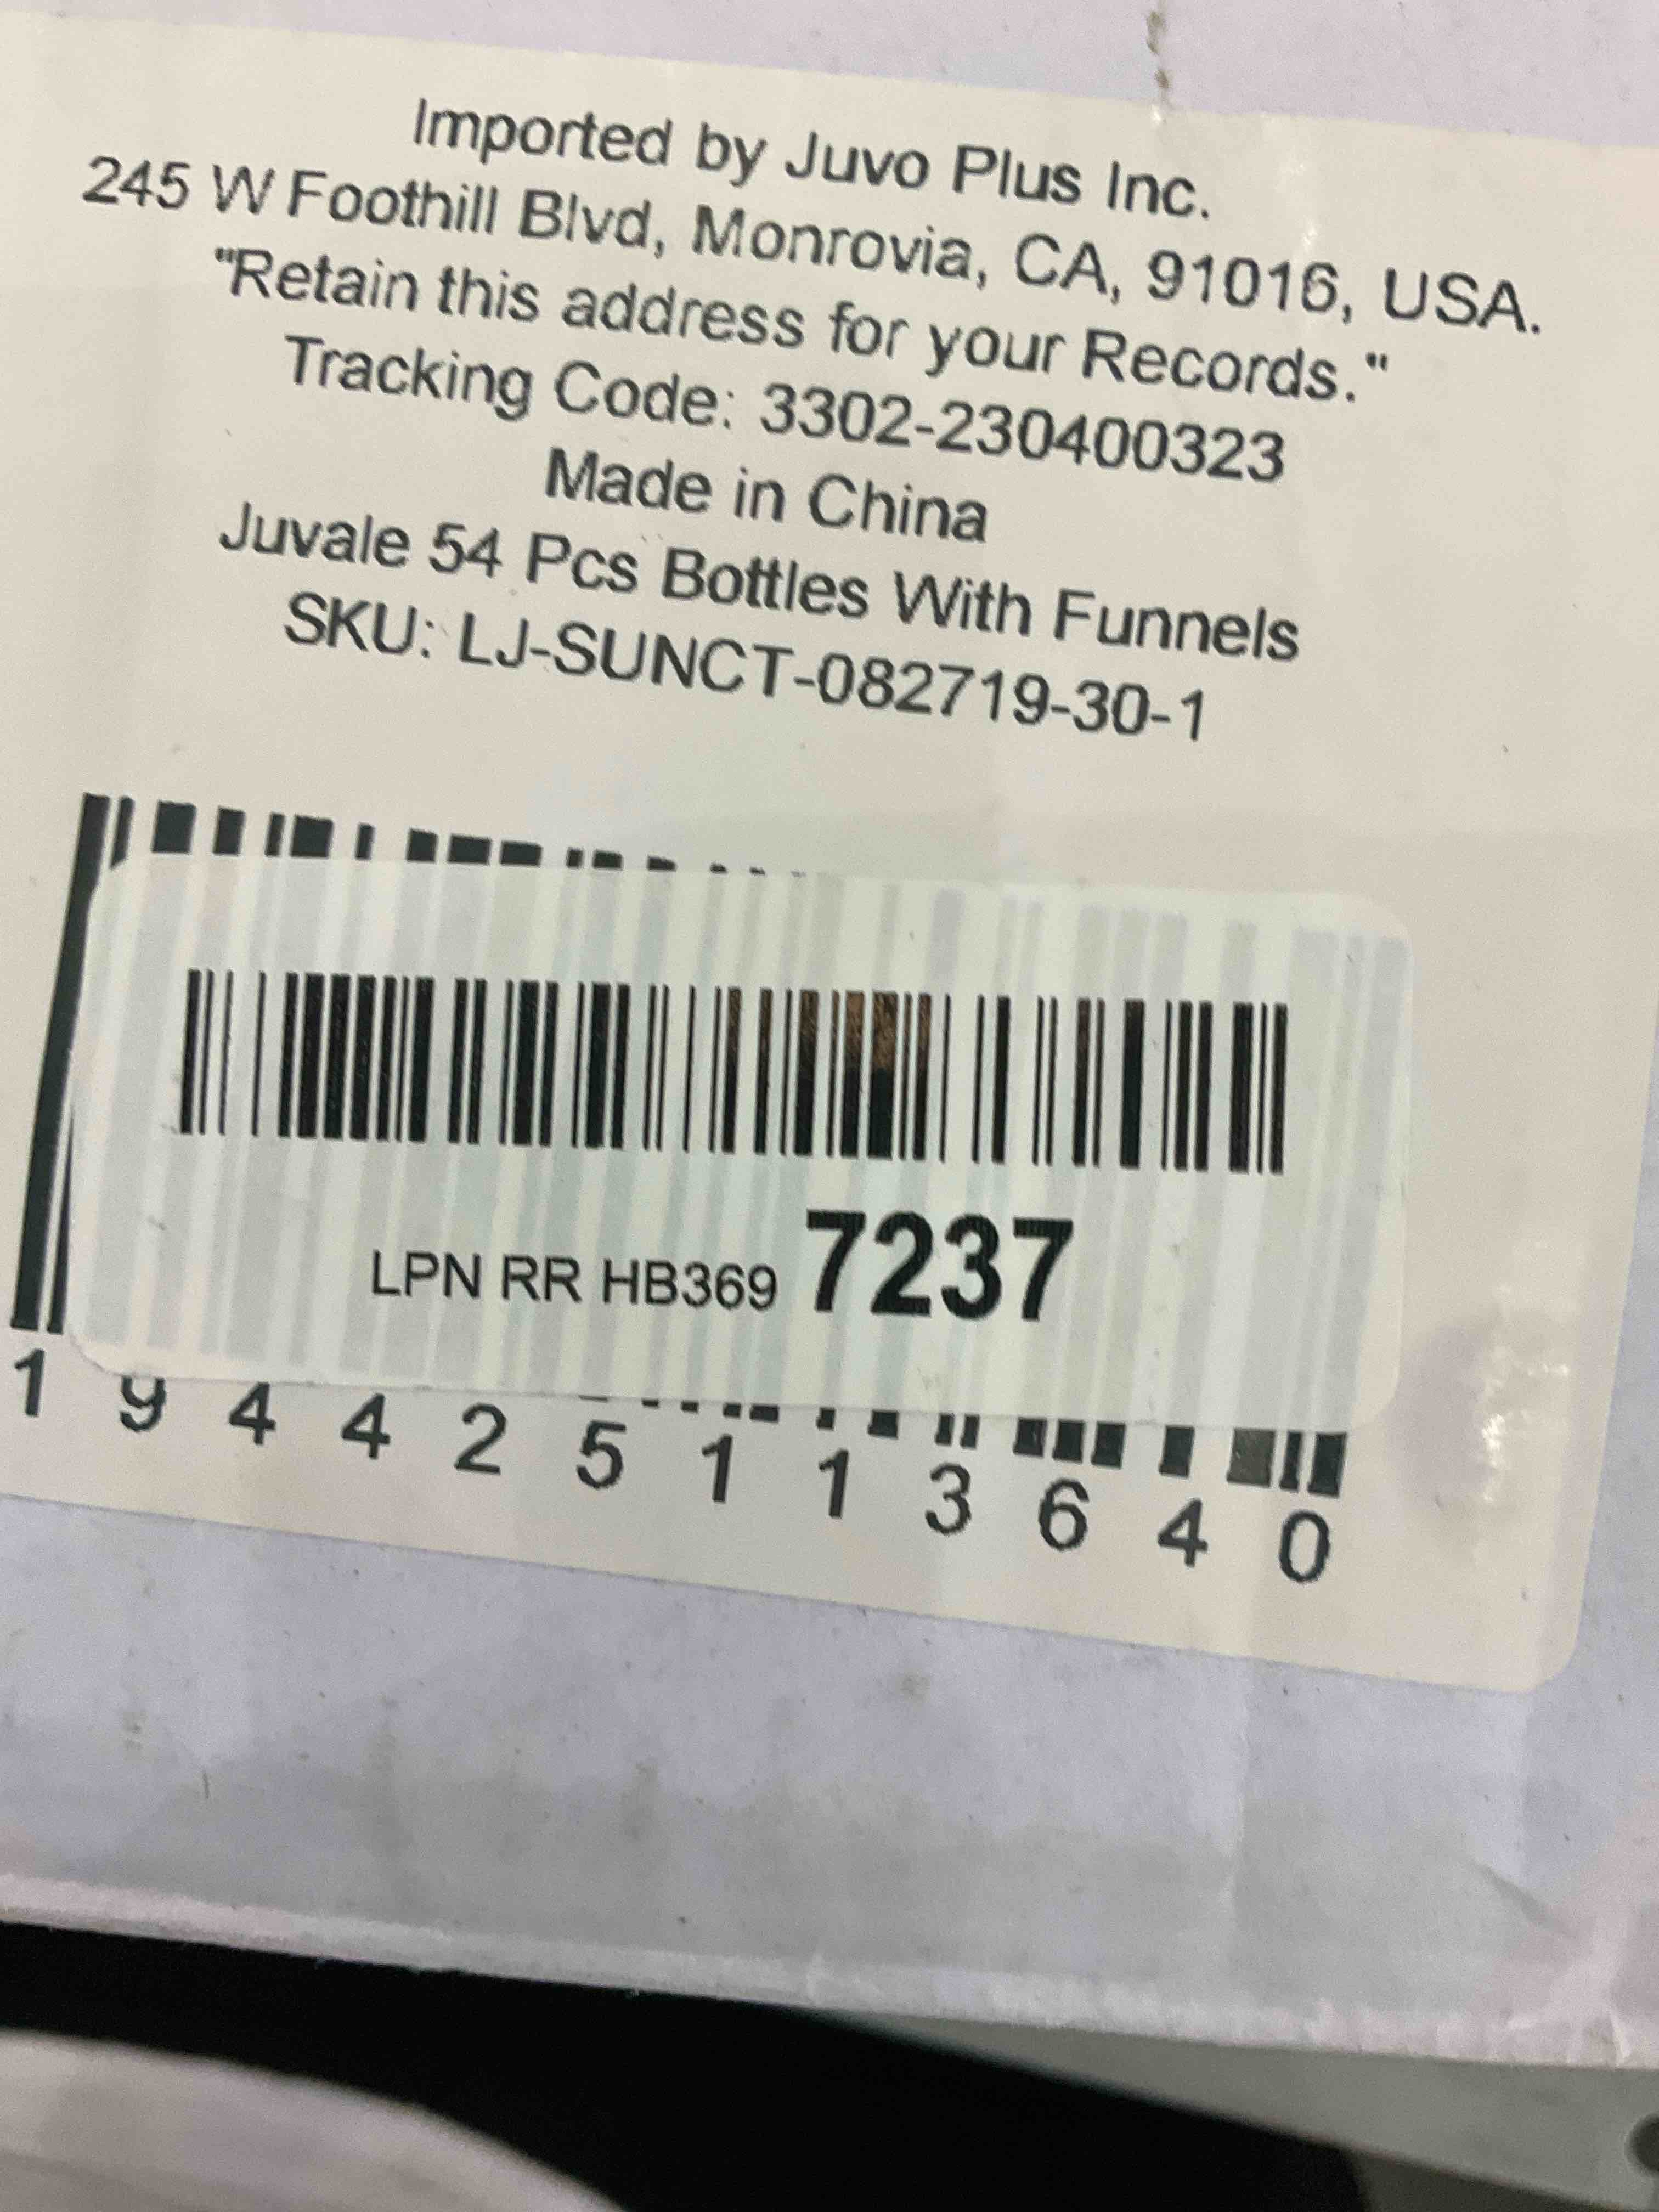 Imported by Juvo Plus Inc.
245 W Foothill Blvd, Monrovia, CA, 91016, USA.
"Retain this address for your Records."
Tracking Code: 3302-230400323
Made in China
Juvale 54 Pcs Bottles With Funnels
SKU: LJ-SUNCT-082719-30-1
LPN RR HB369 7237
1 9 4 4 2 5 1 1 3 6 4 0